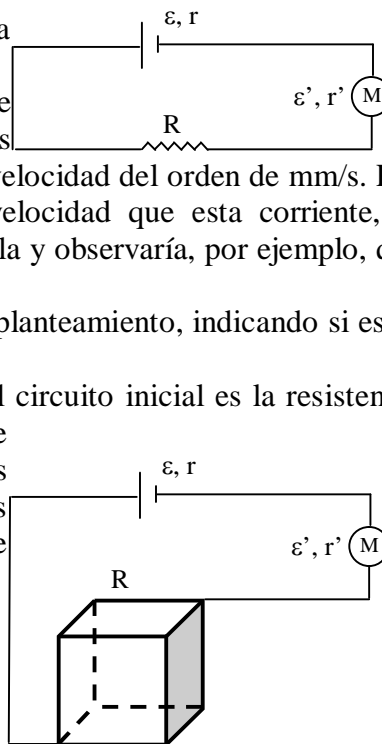 a
ε, r
e
R
ε’, r’ M
s
velocidad del orden de mm/s.
velocidad que esta corriente,
la y observaría, por ejemplo,
planteamiento, indicando si es
l circuito inicial es la
e
s
ε, r
s
e
ε’, r’ M
R